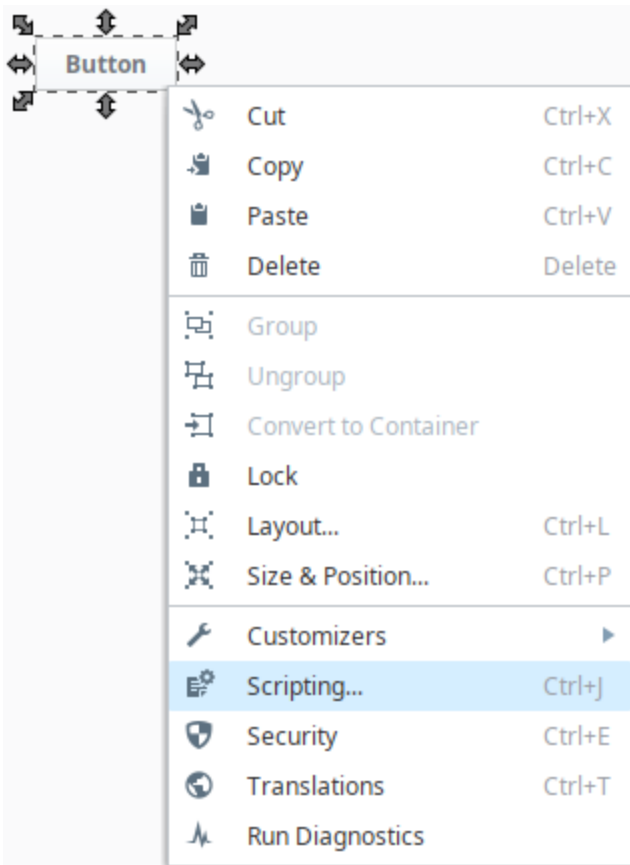 Button
Cut Ctrl+X
Copy Ctrl+C
Paste Ctrl+V
Delete Delete
Group
Ungroup
Convert to Container
Lock
Layout... Ctrl+L
Size & Position... Ctrl+P
Customizers
Scripting... Ctrl+J
Security Ctrl+E
Translations Ctrl+T
Run Diagnostics